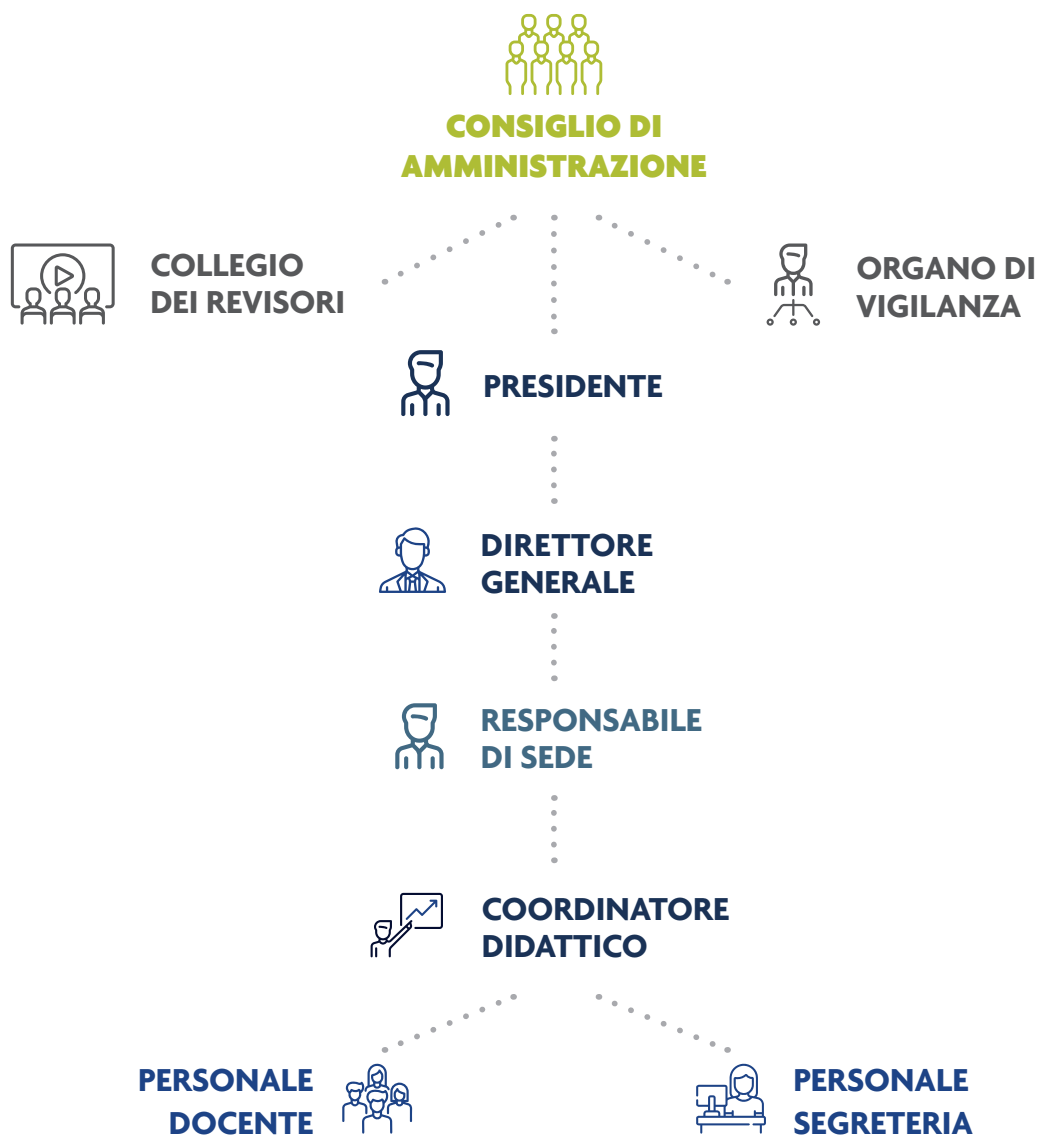 CONSIGLIO DI
AMMINISTRAZIONE
COLLEGIO
DEI REVISORI
ORGANO DI
VIGILANZA
PRESIDENTE
DIRETTORE
GENERALE
RESPONSABILE
DI SEDE
COORDINATORE
DIDATTICO
PERSONALE
DOCENTE
PERSONALE
SEGRETERIA